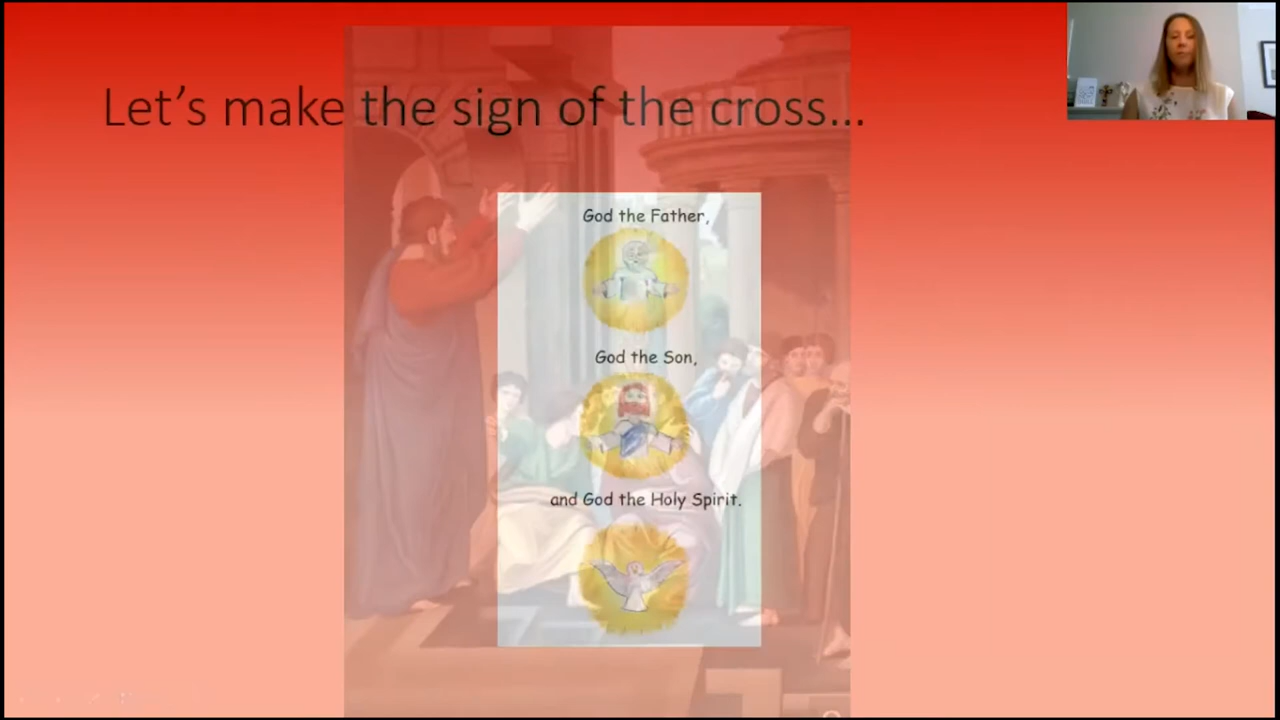 Let's make the sign of the cross...
God the Father,
God the Son,
and God the Holy Spirit.